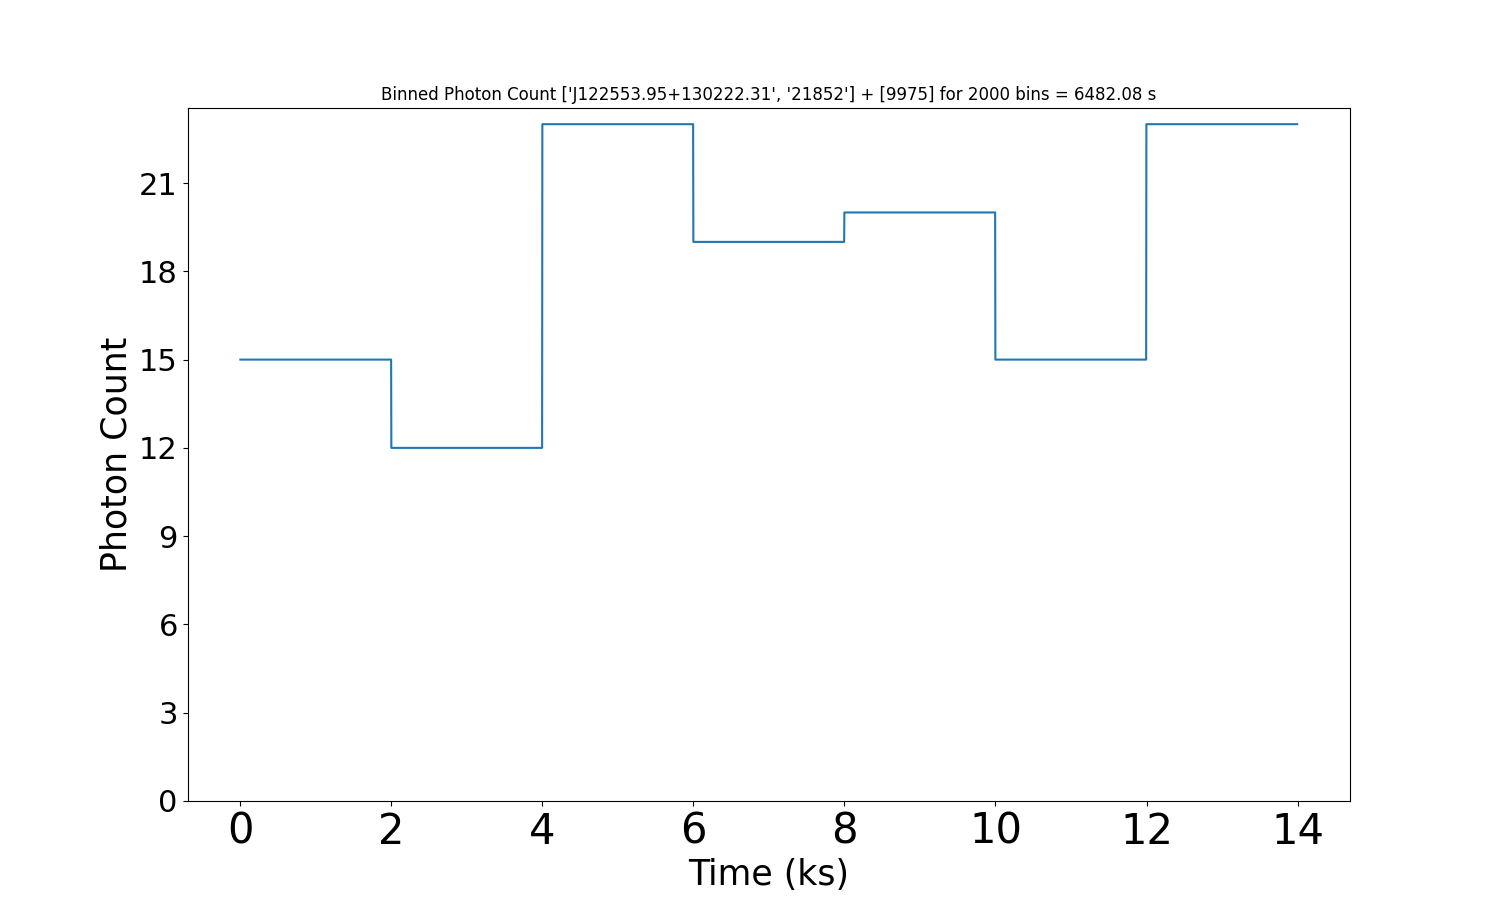 Binned Photon Count ['J122553.95+130222.31', '21852'] + [9975] for 2000 bins = 6482.08 s
21
18
15
12
9
6
3
0
Photon Count
0 2 4 6 8 10 12 14
Time (ks)